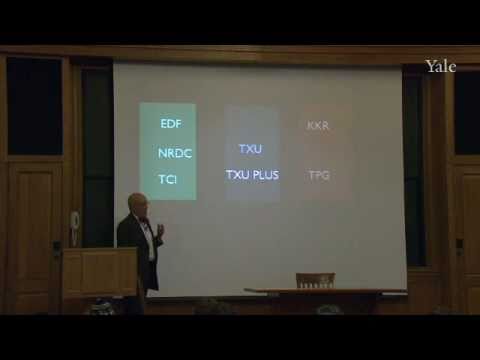 Yale
EDF
NRDC
TCI
TXU
TXU PLUS
KKR
TPG